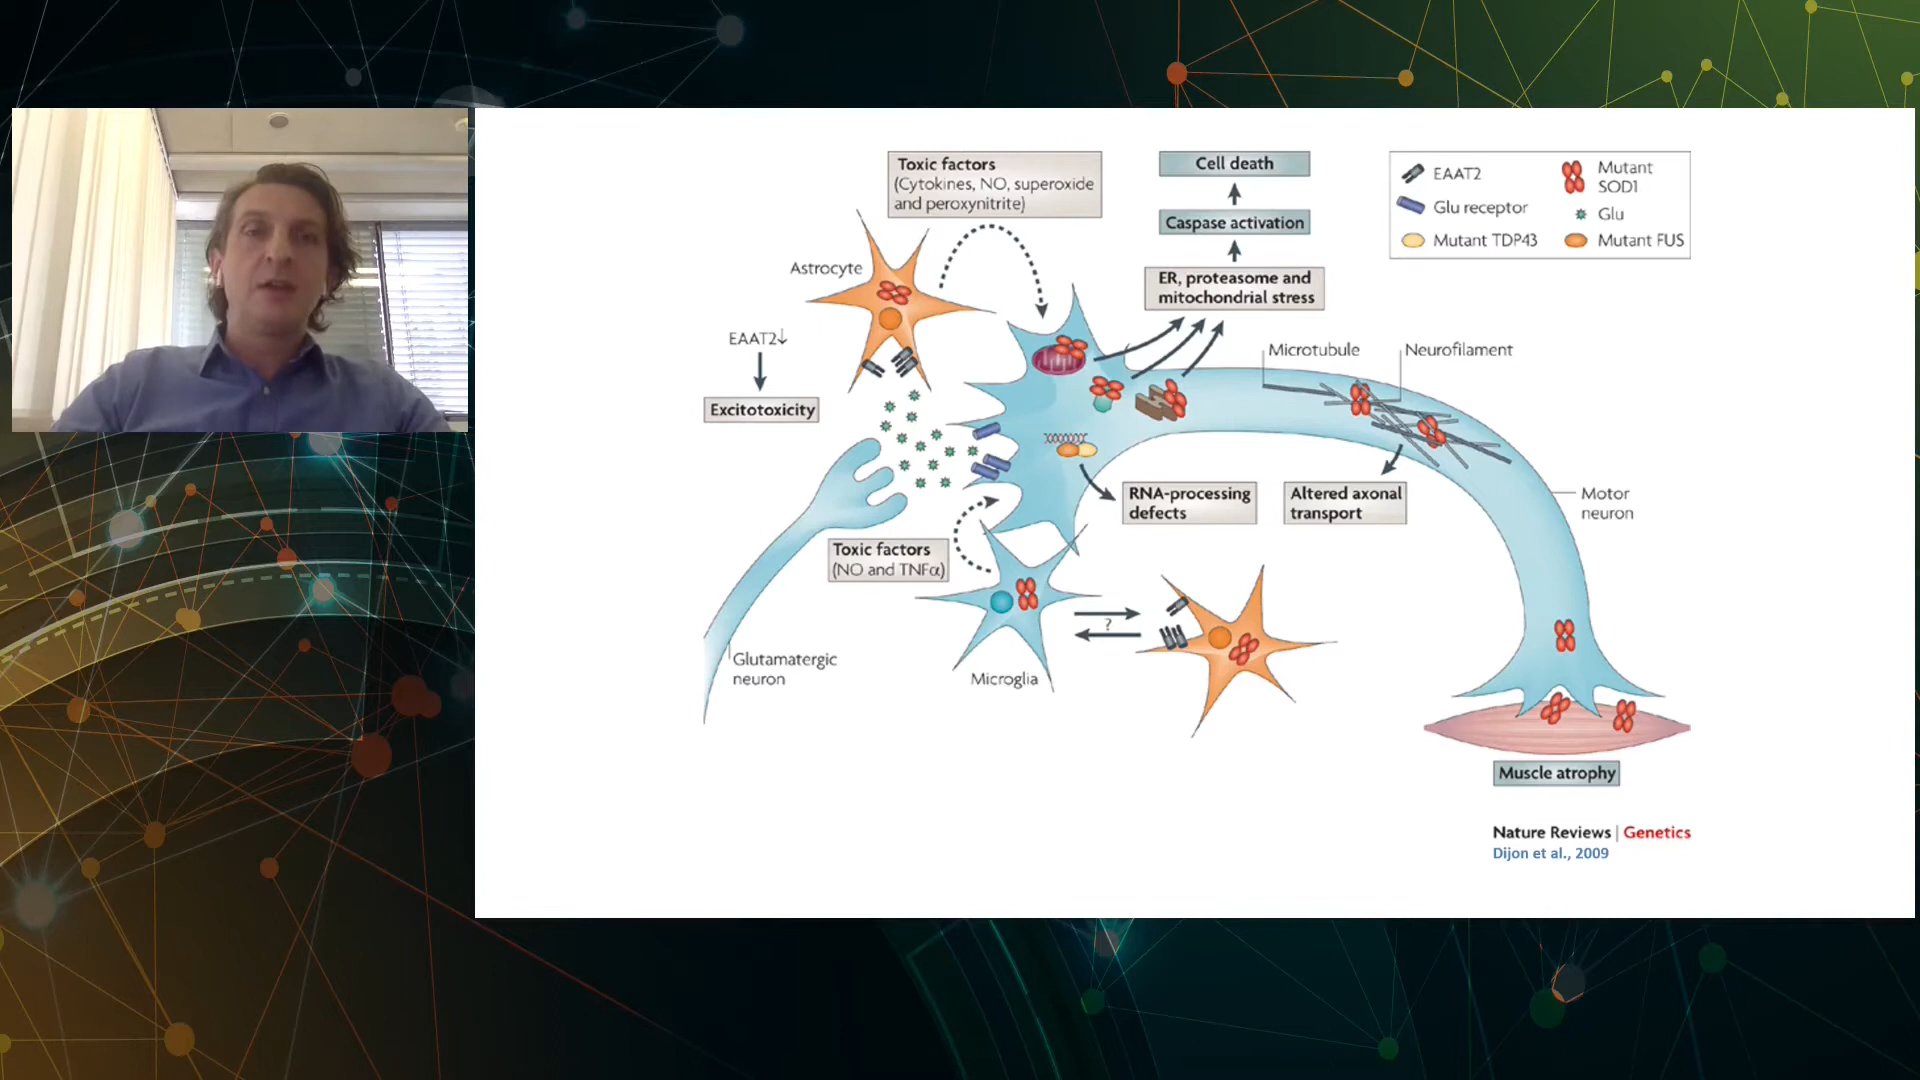 Toxic factors
(Cytokines, NO, superoxide
and peroxynitrite)
Cell death
Caspase activation
ER, proteasome and
mitochondrial stress
EAAT2
Glu receptor
Mutant TDP43
Mutant
SOD1
Glu
Mutant FUS
Astrocyte
EAAT2↓
Excitotoxicity
Microtubule
Neurofilament
RNA-processing
defects
Altered axonal
transport
Motor
neuron
Toxic factors
(NO and TNFα)
?
Glutamatergic
neuron
Microglia
Muscle atrophy
Nature Reviews | Genetics
Dijon et al., 2009